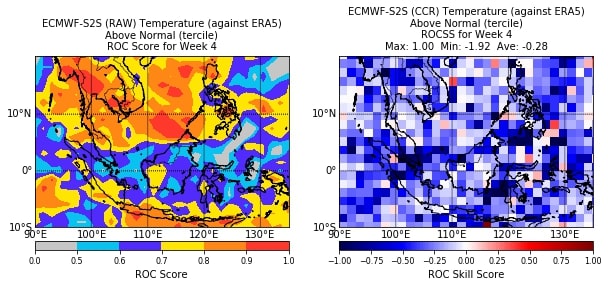 ECMWF-S2S (RAW) Temperature (against ERA5)
Above Normal (tercile)
ROC Score for Week 4
10°N
0°
10°S
90°E 100°E 110°E 120°E 130°E
0.0 0.5 0.6 0.7 0.8 0.9 1.0
ROC Score
ECMWF-S2S (CCR) Temperature (against ERA5)
Above Normal (tercile)
ROCSS for Week 4
Max: 1.00 Min: -1.92 Ave: -0.28
10°N
0°
10°S
90°E 100°E 110°E 120°E 130°E
−1.00 −0.75 −0.50 −0.25 0.00 0.25 0.50 0.75 1.00
ROC Skill Score